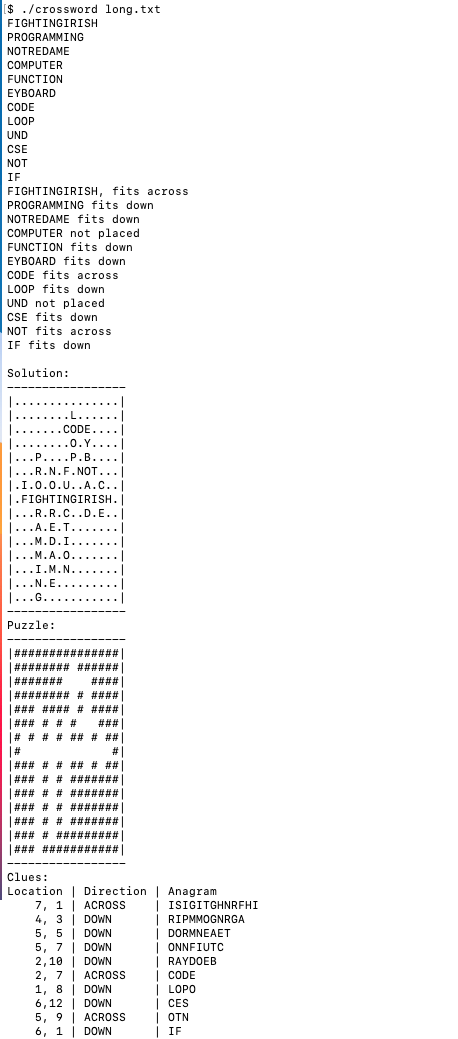 [$ ./crossword long.txt
FIGHTINGIRISH
PROGRAMMING
NOTREDAME
COMPUTER
FUNCTION
EYBOARD
CODE
LOOP
UND
CSE
NOT
IF
FIGHTINGIRISH, fits across
PROGRAMMING fits down
NOTREDAME fits down
COMPUTER not placed
FUNCTION fits down
EYBOARD fits down
CODE fits across
LOOP fits down
UND not placed
CSE fits down
NOT fits across
IF fits down

Solution:
-----------------
|...............|
|........L......|
|.......CODE....|
|........O.Y....|
|...P....P.B....|
|...R.N.F.NOT...|
|.I.O.O.U..A.C..|
|.FIGHTINGIRISH.|
|...R.R.C..D.E..|
|...A.E.T.......|
|...M.D.I.......|
|...M.A.O.......|
|...I.M.N.......|
|...N.E.........|
|...G...........|
-----------------
Puzzle:
-----------------
|###############|
|######## ######|
|#######    ####|
|######## # ####|
|### #### # ####|
|### # # #   ###|
|# # # # ## # ##|
|#             #|
|### # # ## # ##|
|### # # #######|
|### # # #######|
|### # # #######|
|### # # #######|
|### # #########|
|### ###########|
-----------------
Clues:
Location | Direction | Anagram
    7, 1 | ACROSS    | ISIGITGHNRFHI
    4, 3 | DOWN      | RIPMMOGNRGA
    5, 5 | DOWN      | DORMNEAET
    5, 7 | DOWN      | ONNFIUTC
    2,10 | DOWN      | RAYDOEB
    2, 7 | ACROSS    | CODE
    1, 8 | DOWN      | LOPO
    6,12 | DOWN      | CES
    5, 9 | ACROSS    | OTN
    6, 1 | DOWN      | IF